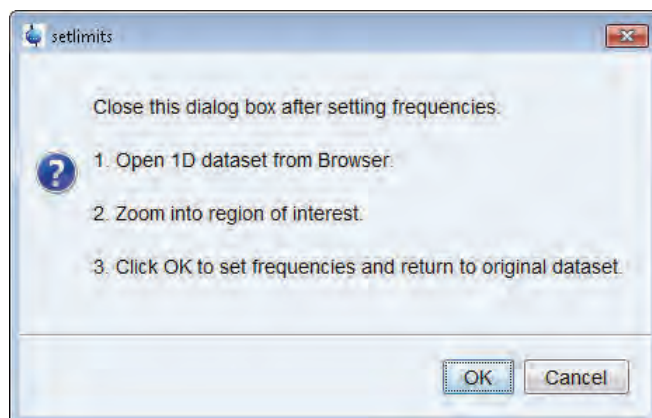 setlimits
Close this dialog box after setting frequencies.
1. Open 1D dataset from Browser.
2. Zoom into region of interest.
3. Click OK to set frequencies and return to original dataset.
OK
Cancel